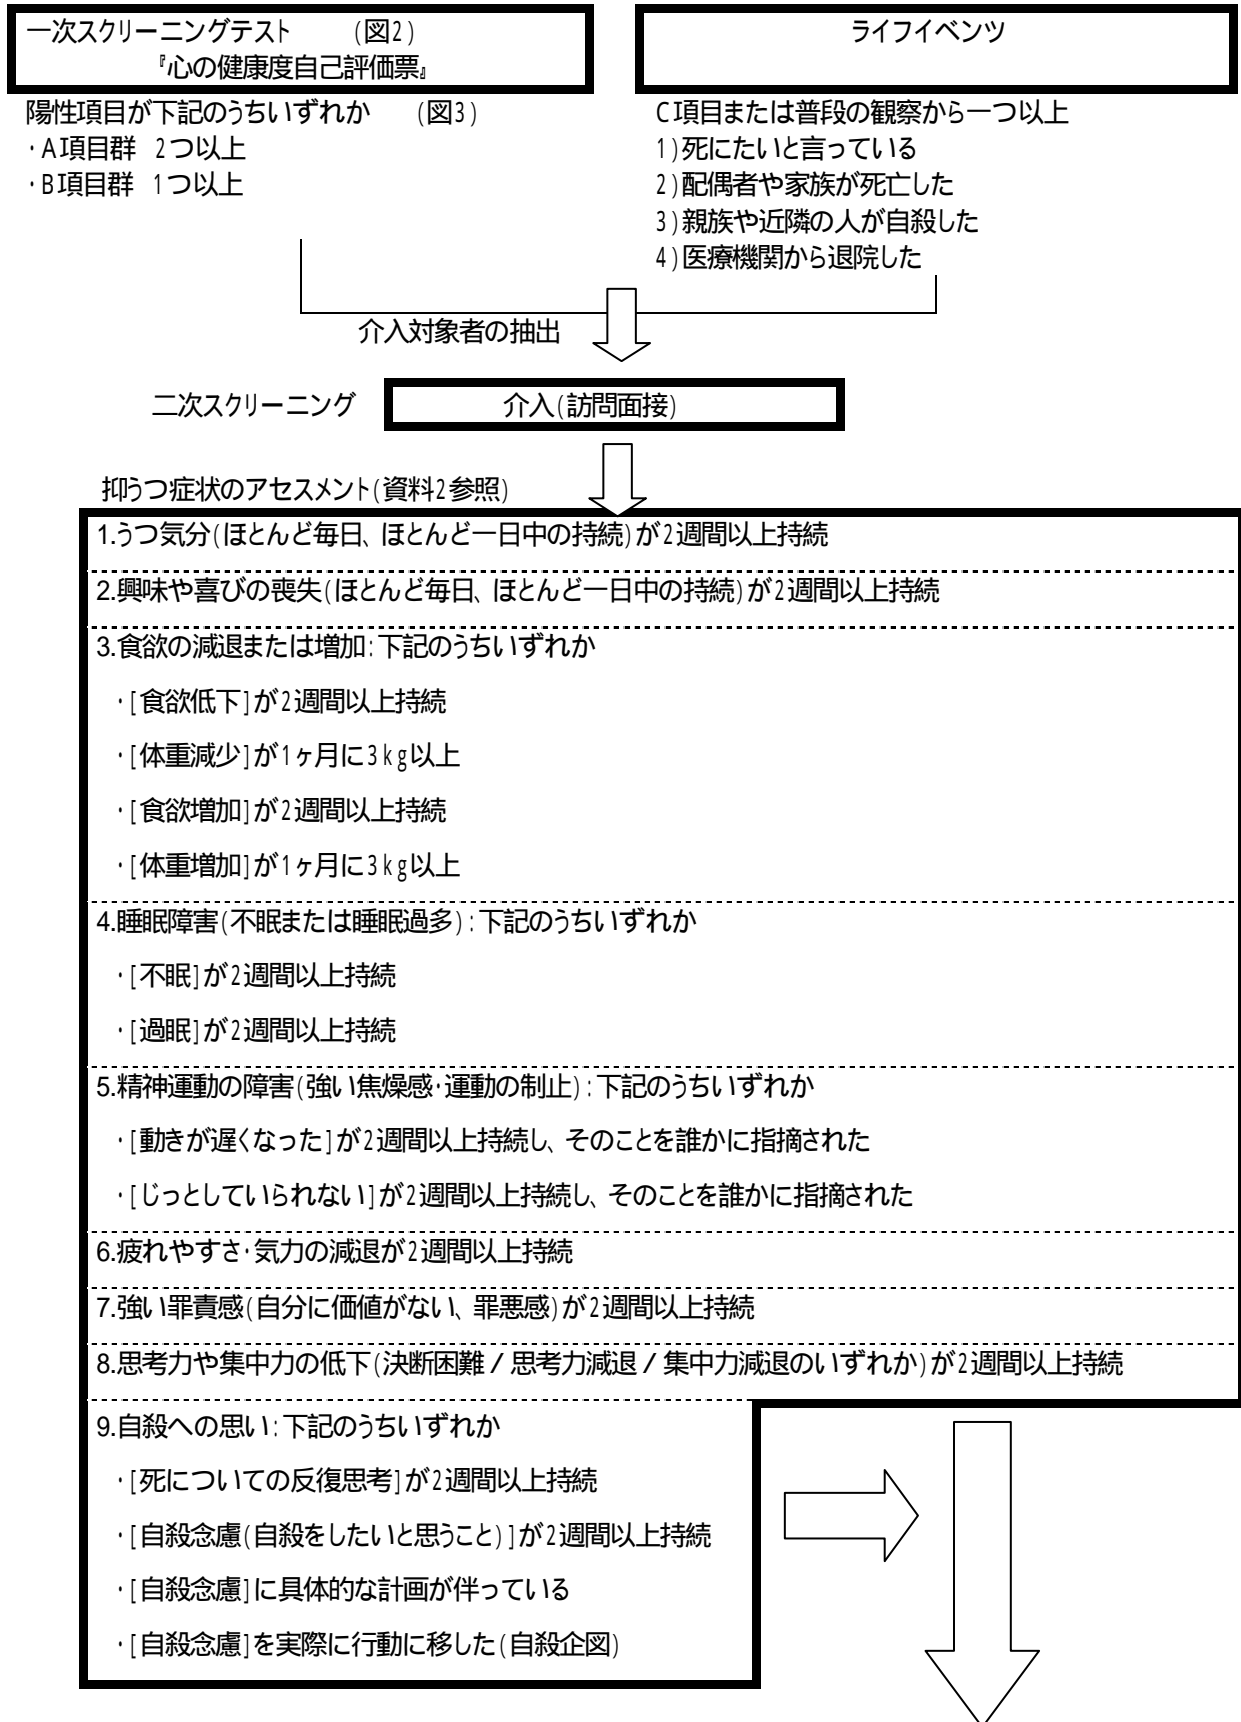 一次スクリーニングテスト　　(図2)
『心の健康度自己評価票』
陽性項目が下記のうちいずれか　(図3)
・A項目群　2つ以上
・B項目群　1つ以上
ライフイベンツ
C項目または普段の観察から一つ以上
1)死にたいと言っている
2)配偶者や家族が死亡した
3)親族や近隣の人が自殺した
4)医療機関から退院した
介入対象者の抽出
二次スクリーニング
介入(訪問面接)
抑うつ症状のアセスメント(資料2参照)
1.うつ気分(ほとんど毎日、ほとんど一日中の持続)が2週間以上持続
2.興味や喜びの喪失(ほとんど毎日、ほとんど一日中の持続)が2週間以上持続
3.食欲の減退または増加:下記のうちいずれか
・[食欲低下]が2週間以上持続
・[体重減少]が1ヶ月に3kg以上
・[食欲増加]が2週間以上持続
・[体重増加]が1ヶ月に3kg以上
4.睡眠障害(不眠または睡眠過多):下記のうちいずれか
・[不眠]が2週間以上持続
・[過眠]が2週間以上持続
5.精神運動の障害(強い焦燥感・運動の制止):下記のうちいずれか
・[動きが遅くなった]が2週間以上持続し、そのことを誰かに指摘された
・[じっとしていられない]が2週間以上持続し、そのことを誰かに指摘された
6.疲れやすさ・気力の減退が2週間以上持続
7.強い罪責感(自分に価値がない、罪悪感)が2週間以上持続
8.思考力や集中力の低下(決断困難／思考力減退／集中力減退のいずれか)が2週間以上持続
9.自殺への思い:下記のうちいずれか
・[死についての反復思考]が2週間以上持続
・[自殺念慮(自殺をしたいと思うこと)]が2週間以上持続
・[自殺念慮]に具体的な計画が伴っている
・[自殺念慮]を実際に行動に移した(自殺企図)